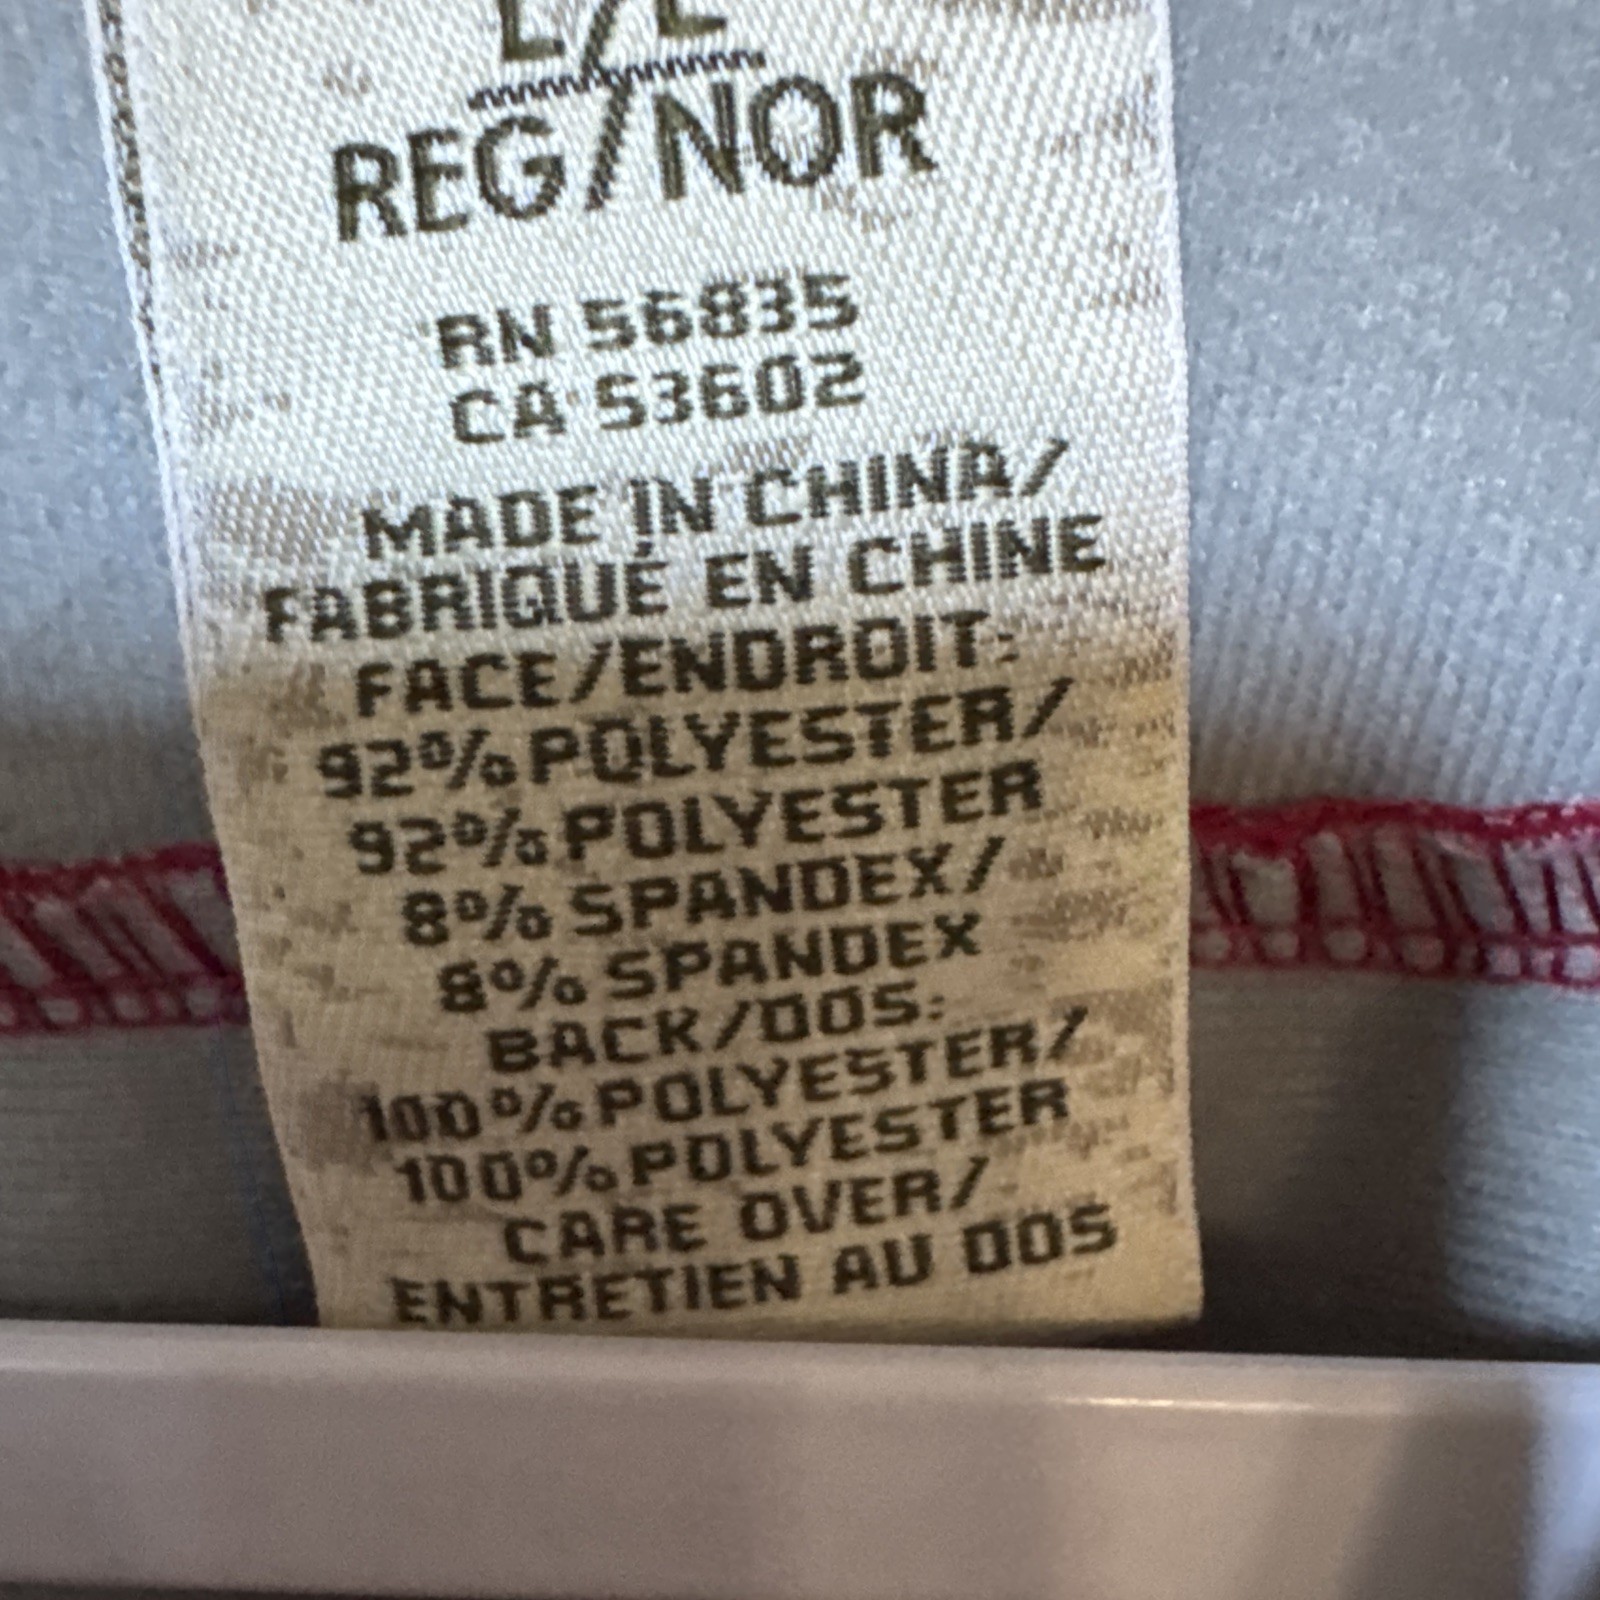 L/L
REG/NOR
RN 56835
CA 53602
MADE IN CHINA/
FABRIQUÉ EN CHINE
FACE/ENDROIT:
92% POLYESTER/
92% POLYESTER
8% SPANDEX/
8% SPANDEX
BACK/DOS:
100% POLYESTER/
100% POLYESTER
CARE OVER/
ENTRETIEN AU DOS